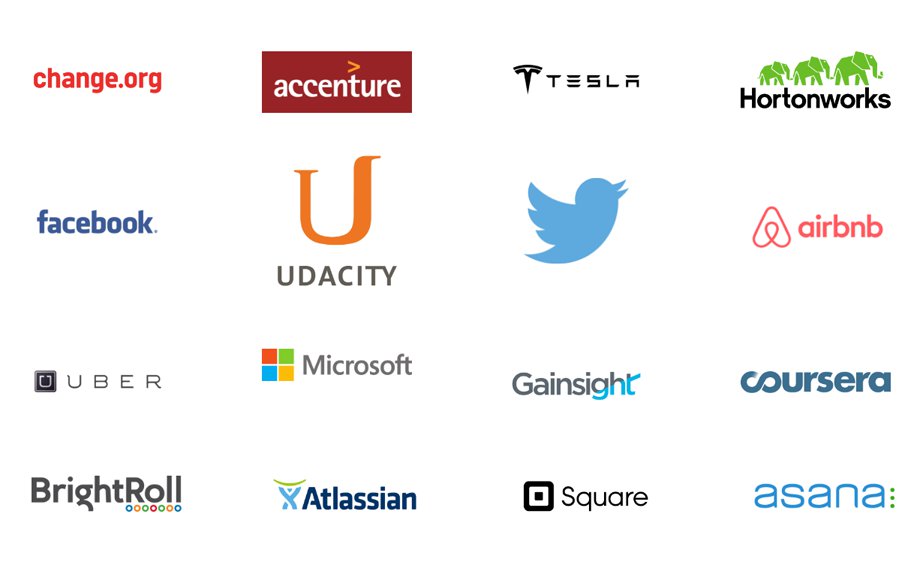 change.org
accenture
TESLA
Hortonworks
facebook.
U
UDACITY
airbnb
U UBER
Microsoft
Gainsight
coursera
BrightRoll
Atlassian
Square
asana